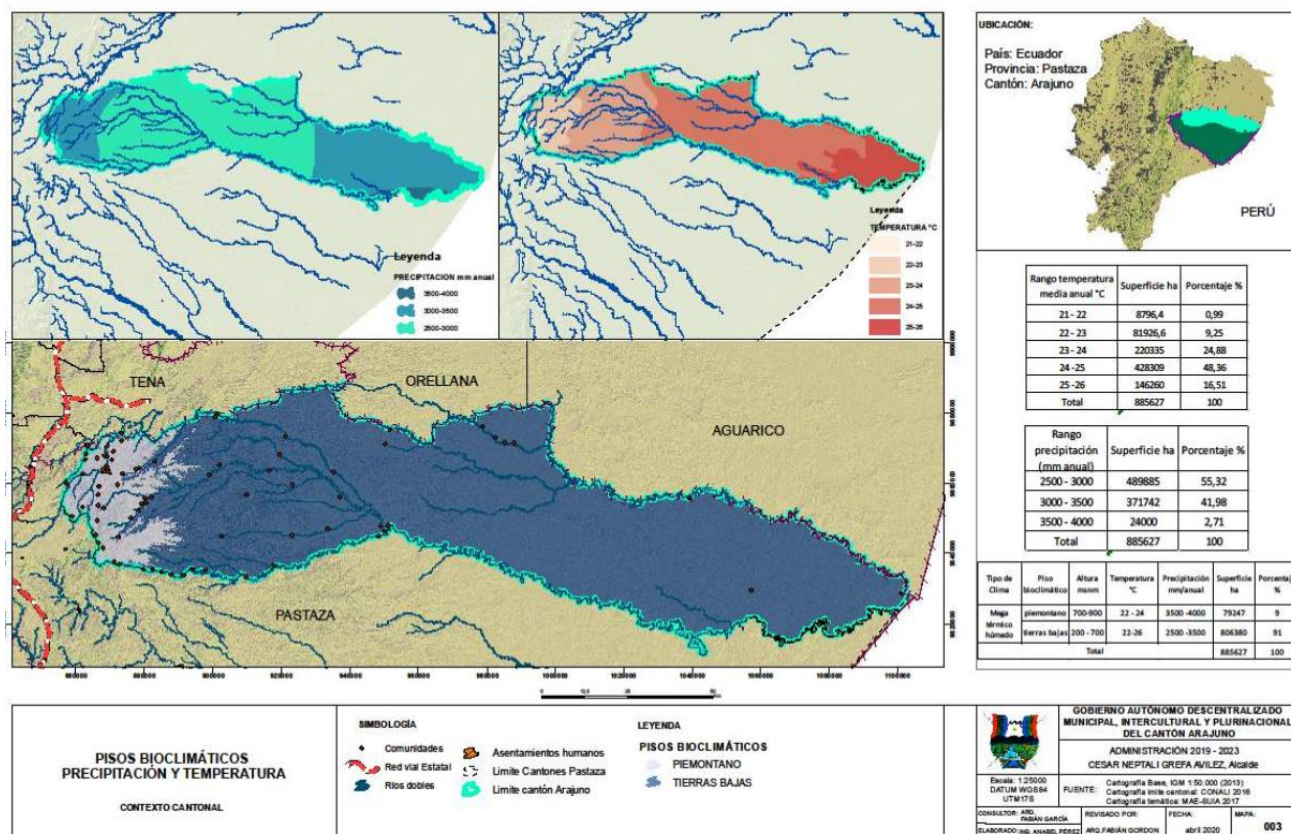 Leyenda
PRECIPITACION mm anual
3500-4000
3000-3500
2500-3000
Leyenda
TEMPERATURA °C
21-22
22-23
23-24
24-25
25-26
UBICACIÓN:
País: Ecuador
Provincia: Pastaza
Cantón: Arajuno
PERÚ
Rango temperatura media anual °C Superficie ha Porcentaje %
21 - 22 8796,4 0,99
22 - 23 81926,6 9,25
23 - 24 220335 24,88
24 -25 428309 48,36
25 -26 146260 16,51
Total 885627 100
Rango precipitación (mm anual) Superficie ha Porcentaje %
2500 - 3000 489885 55,32
3000 - 3500 371742 41,98
3500 - 4000 24000 2,71
Total 885627 100
Tipo de Clima Piso bioclimático Altura msnm Temperatura °C Precipitación mm/anual Superficie ha Porcentaj %
Mega térmico húmedo
piemontano 700-900 22 - 24 3500 -4000 79247 9
tierras bajas 200 - 700 22-26 2500 -3500 806380 91
Total 885627 100
TENA
ORELLANA
AGUARICO
PASTAZA
PISOS BIOCLIMÁTICOS
PRECIPITACIÓN Y TEMPERATURA
CONTEXTO CANTONAL
SIMBOLOGÍA
Comunidades
Red vial Estatal
Rios dobles
Asentamientos humanos
Limite Cantones Pastaza
Limite cantón Arajuno
LEYENDA
PISOS BIOCLIMÁTICOS
PIEMONTANO
TIERRAS BAJAS
GOBIERNO AUTÓNOMO DESCENTRALIZADO
MUNICIPAL, INTERCULTURAL Y PLURINACIONAL
DEL CANTÓN ARAJUNO
ADMINISTRACIÓN 2019 - 2023
CESAR NEPTALI GREFA AVILEZ, Alcalde
Escala: 1:25000
DATUM WGS84
UTM17S
FUENTE:
Cartografía Base, IGM 1:50.000 (2013)
Cartografía límite cantonal: CONALI 2016
Cartografía temática: MAE-SUIA 2017
CONSULTOR: ARQ. FABIÁN GARCÍA
ELABORADO: ING. ANABEL PÉREZ
REVISADO POR:
ARQ.FABIÁN GORDON
FECHA:
abril 2020
MAPA:
003